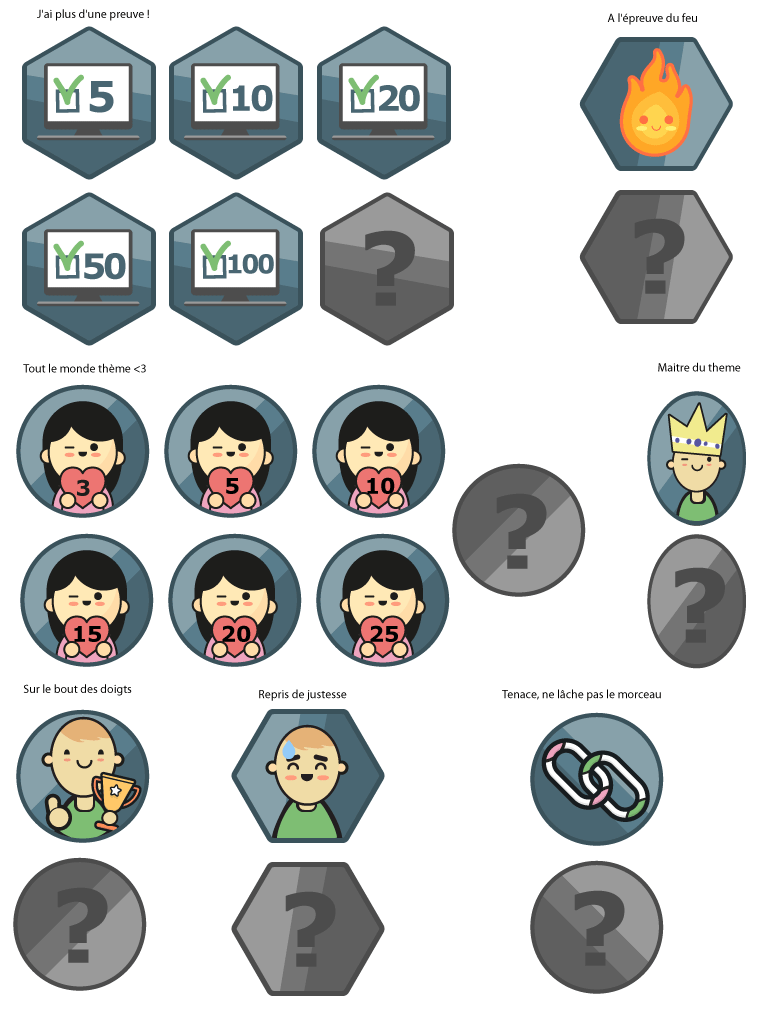 J'ai plus d'une preuve !
A l'épreuve du feu
5
10
20
50
100
?
?
Tout le monde thème <3
Maitre du theme
3
5
10
?
15
20
25
?
Sur le bout des doigts
Repris de justesse
Tenace, ne lâche pas le morceau
?
?
?